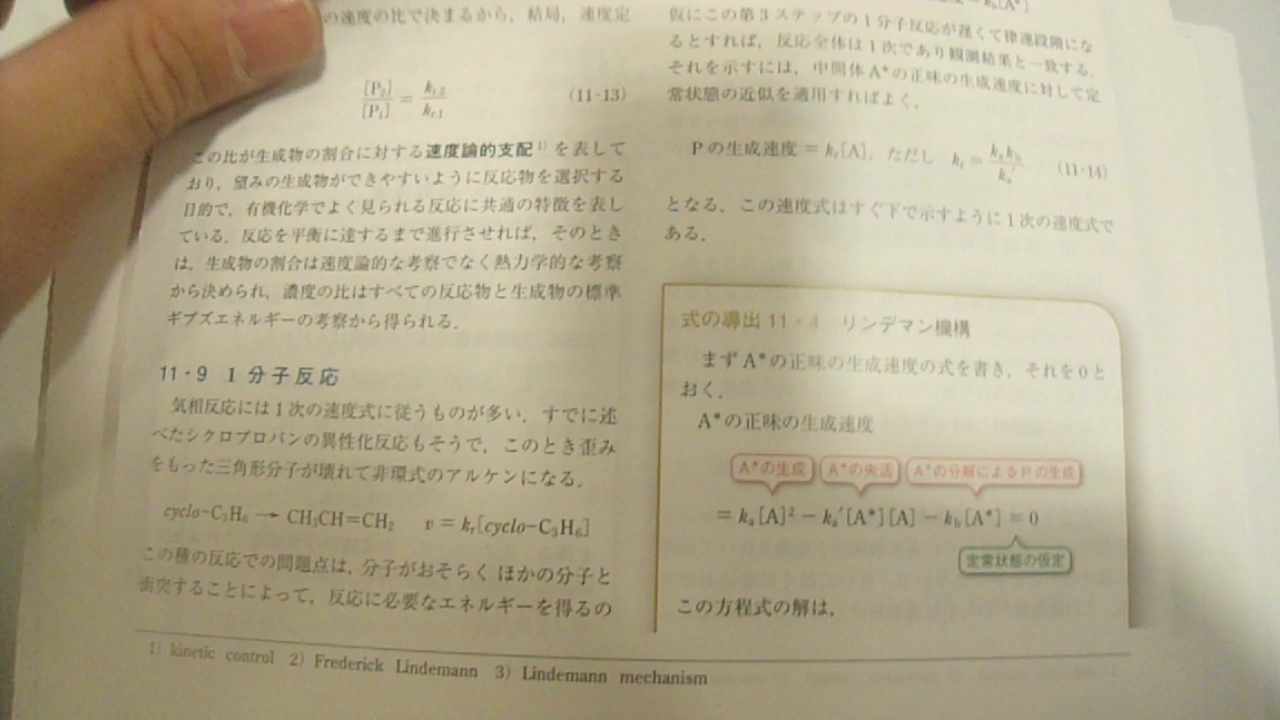 の速度の比で決まるから，結局，速度定
[P₂]/[P₁] = kr,2/kr,1 (11・13)
この比が生成物の割合に対する速度論的支配¹⁾を表して
おり，望みの生成物ができやすいように反応物を選択する
目的で，有機化学でよく見られる反応に共通の特徴を表し
ている．反応を平衡に達するまで進行させれば，そのとき
は，生成物の割合は速度論的な考察でなく熱力学的な考察
から決められ，濃度の比はすべての反応物と生成物の標準
ギブズエネルギーの考察から得られる．
11・9 1分子反応
気相反応には1次の速度式に従うものが多い．すでに述
べたシクロプロパンの異性化反応もそうで，このとき歪み
をもった三角形分子が壊れて非環式のアルケンになる．
cyclo-C₃H₆ → CH₃CH=CH₂ v = kr[cyclo-C₃H₆]
この種の反応での問題点は，分子がおそらくほかの分子と
衝突することによって，反応に必要なエネルギーを得るの
[A*]
仮にこの第3ステップの1分子反応が遅くて律速段階にな
るとすれば，反応全体は1次であり観測結果と一致する．
それを示すには，中間体A*の正味の生成速度に対して定
常状態の近似を適用すればよく，
Pの生成速度 = kr[A]．ただし kr = kakb/ka′ (11・14)
となる．この速度式はすぐ下で示すように1次の速度式で
ある．
式の導出 11・4 リンデマン機構
まずA*の正味の生成速度の式を書き，それを0と
おく．
A*の正味の生成速度
A*の生成 A*の失活 A*の分解によるPの生成
= ka[A]² − ka′[A*][A] − kb[A*] = 0
定常状態の仮定
この方程式の解は，
1) kinetic control 2) Frederick Lindemann 3) Lindemann mechanism